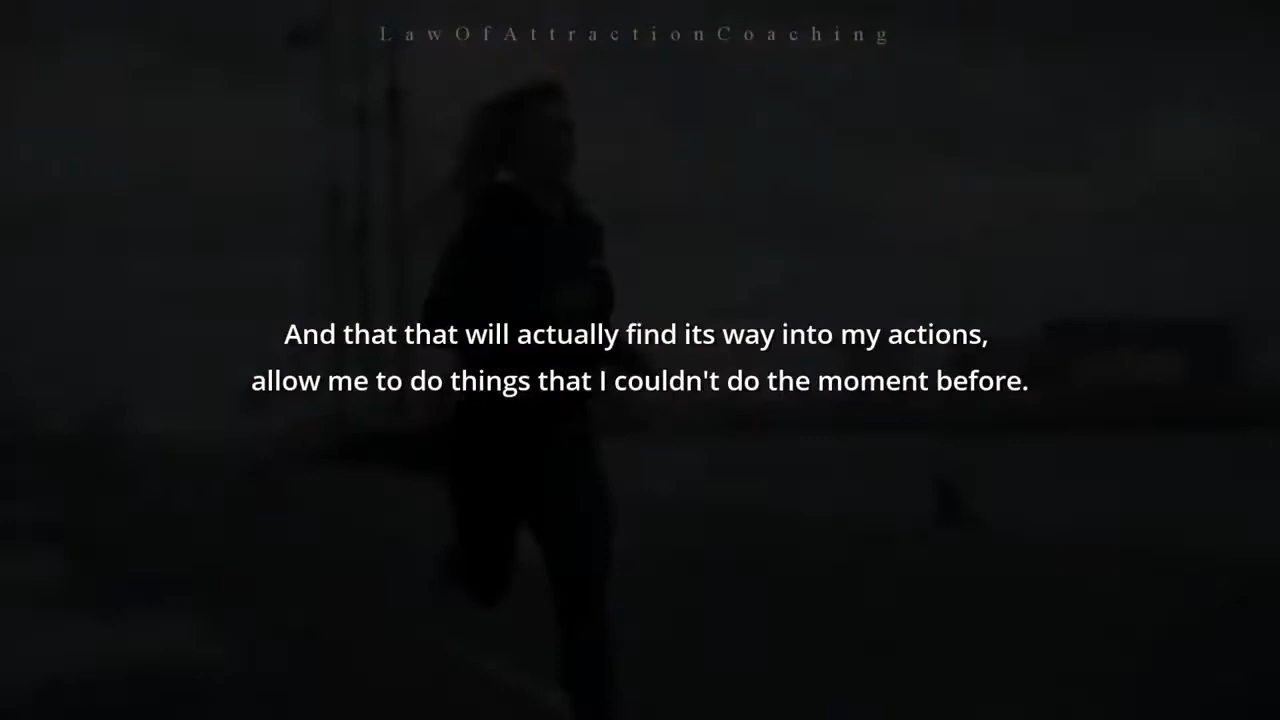 LawOfAttractionCoaching
And that that will actually find its way into my actions,
allow me to do things that I couldn't do the moment before.